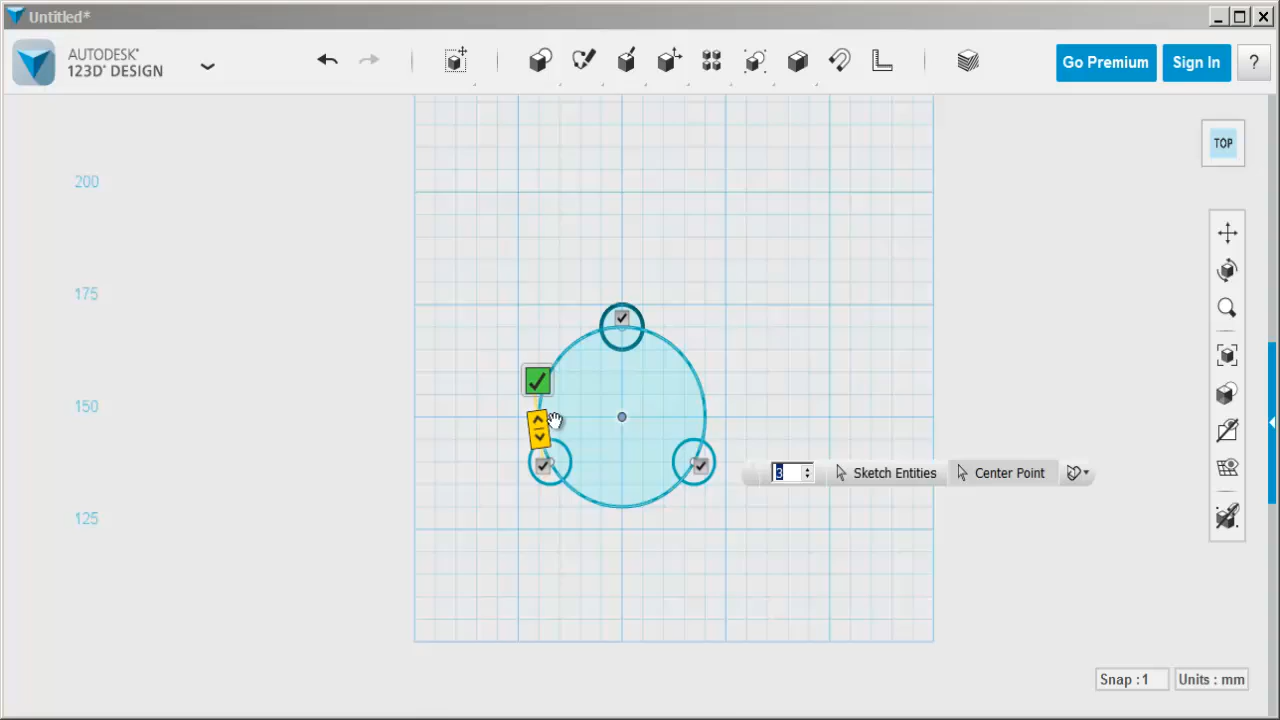 Untitled*
AUTODESK®
123D® DESIGN
Go Premium
Sign In
?
TOP
200
175
150
125
3
Sketch Entities
Center Point
Snap : 1
Units : mm